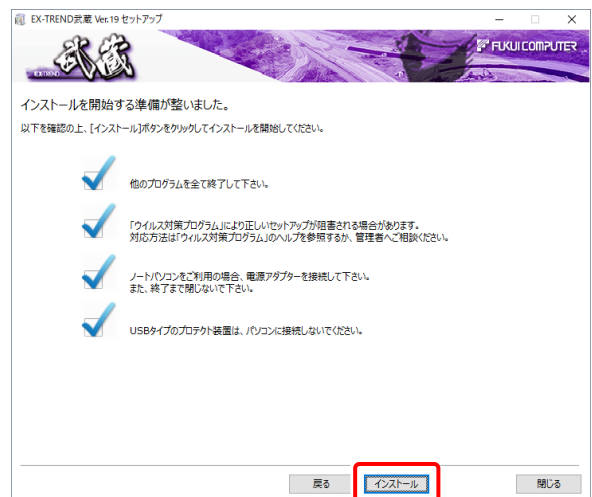 EX-TREND武蔵 Ver.19 セットアップ
EX-TREND
武蔵
FUKUI COMPUTER
インストールを開始する準備が整いました。
以下を確認の上、[インストール]ボタンをクリックしてインストールを開始してください。
他のプログラムを全て終了して下さい。
「ウイルス対策プログラム」により正しいセットアップが阻害される場合があります。
対応方法は「ウィルス対策プログラム」のヘルプを参照するか、管理者へご相談ください。
ノートパソコンをご利用の場合、電源アダプターを接続して下さい。
また、終了まで閉じないで下さい。
USBタイプのプロテクト装置は、パソコンに接続しないでください。
戻る
インストール
閉じる